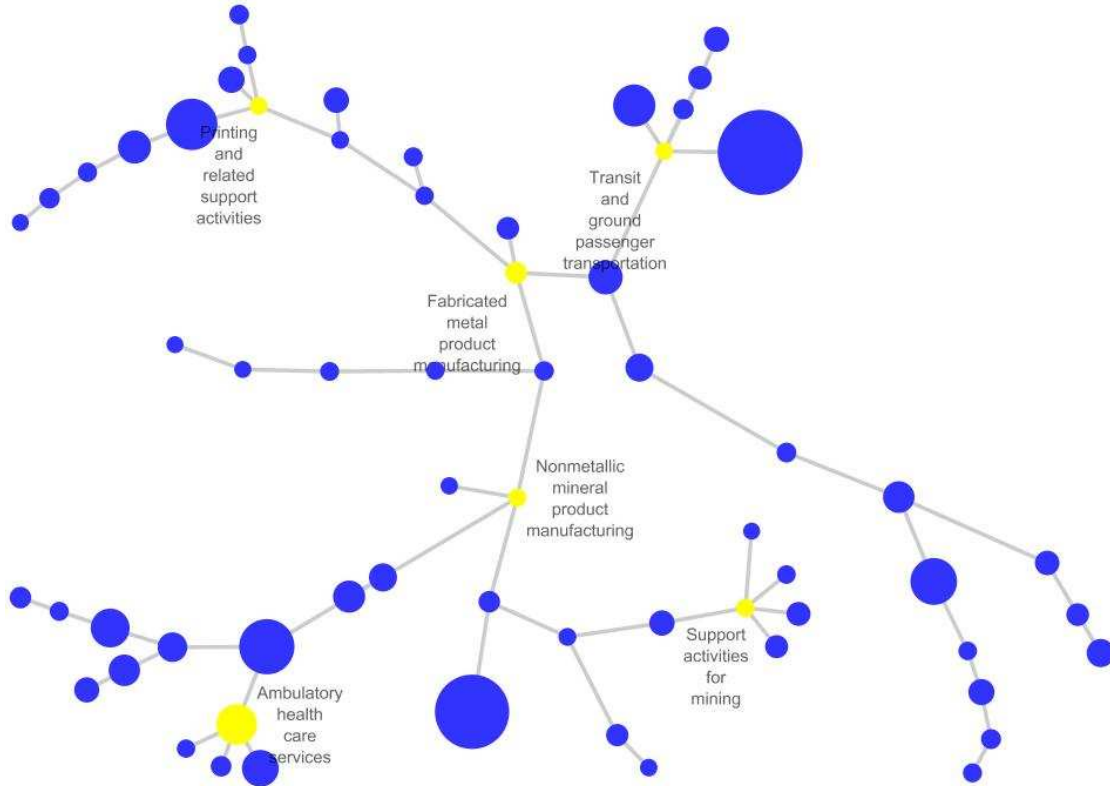 Printing
and
related
support
activities
Transit
and
ground
passenger
transportation
Fabricated
metal
product
manufacturing
Nonmetallic
mineral
product
manufacturing
Support
activities
for
mining
Ambulatory
health
care
services